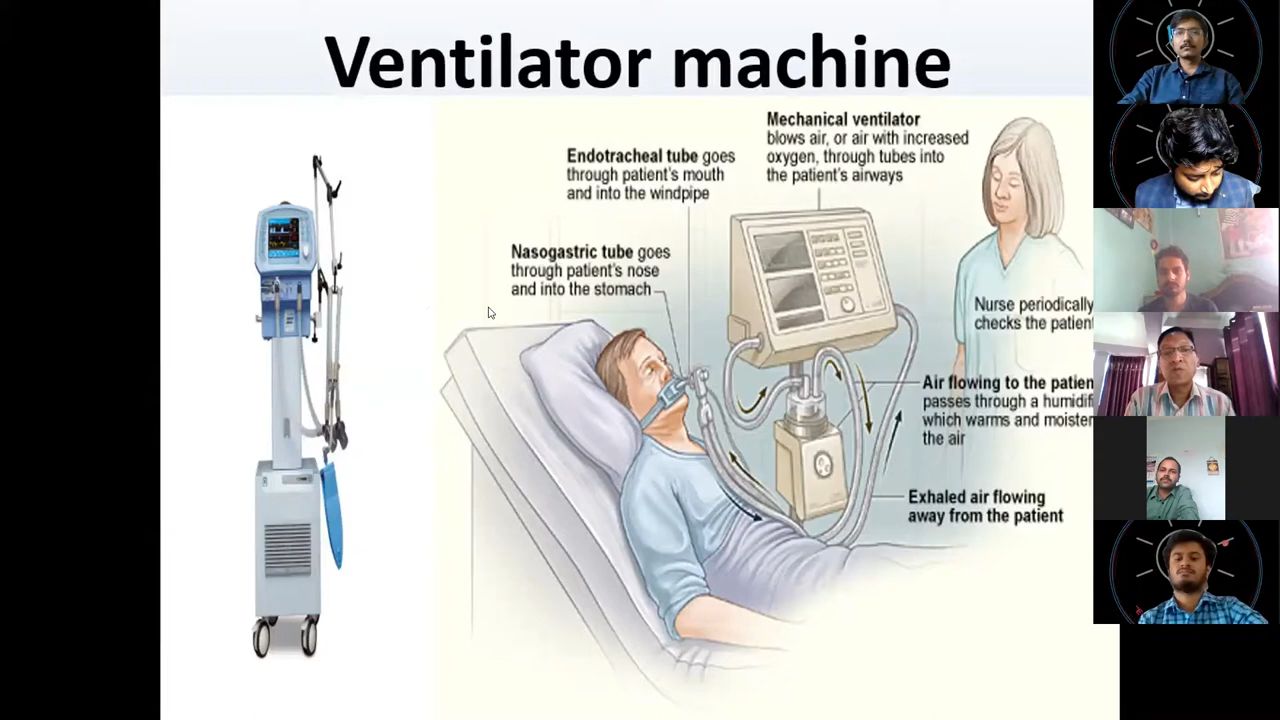 Ventilator machine
Mechanical ventilator
blows air, or air with increased
oxygen, through tubes into
the patient's airways
Endotracheal tube goes
through patient's mouth
and into the windpipe
Nasogastric tube goes
through patient's nose
and into the stomach
Nurse periodically
checks the patient
Air flowing to the patien
passes through a humidifi
which warms and moisten
the air
Exhaled air flowing
away from the patient